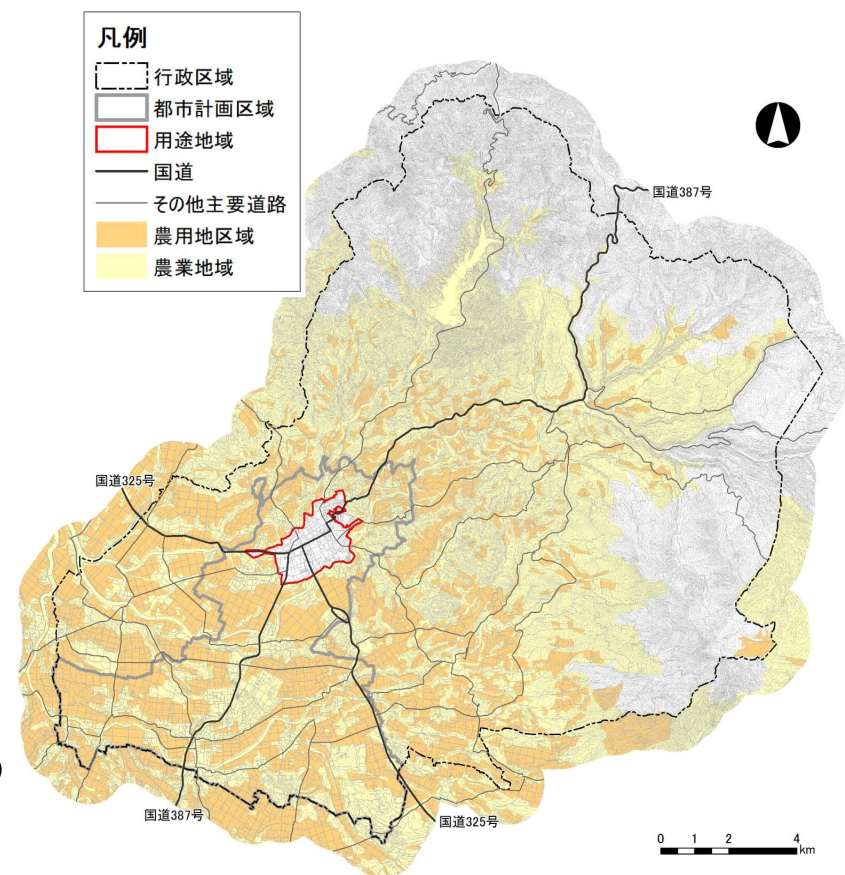 凡例
行政区域
都市計画区域
用途地域
国道
その他主要道路
農用地区域
農業地域
国道387号
国道325号
国道387号
国道325号
0 1 2 4
km